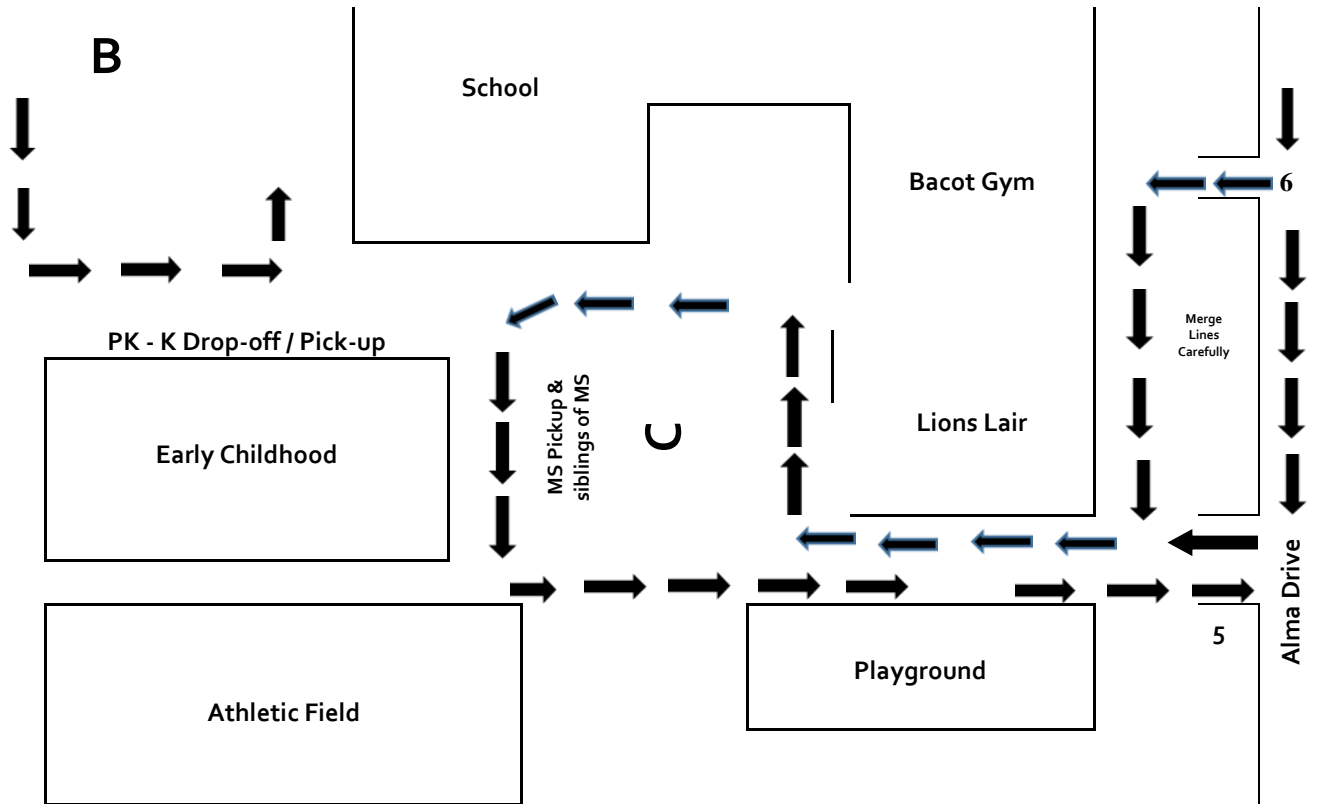 B
School
Bacot Gym
6
Merge
Lines
Carefully
PK - K Drop-off / Pick-up
Early Childhood
MS Pickup &
siblings of MS
C
Lions Lair
Alma Drive
5
Playground
Athletic Field